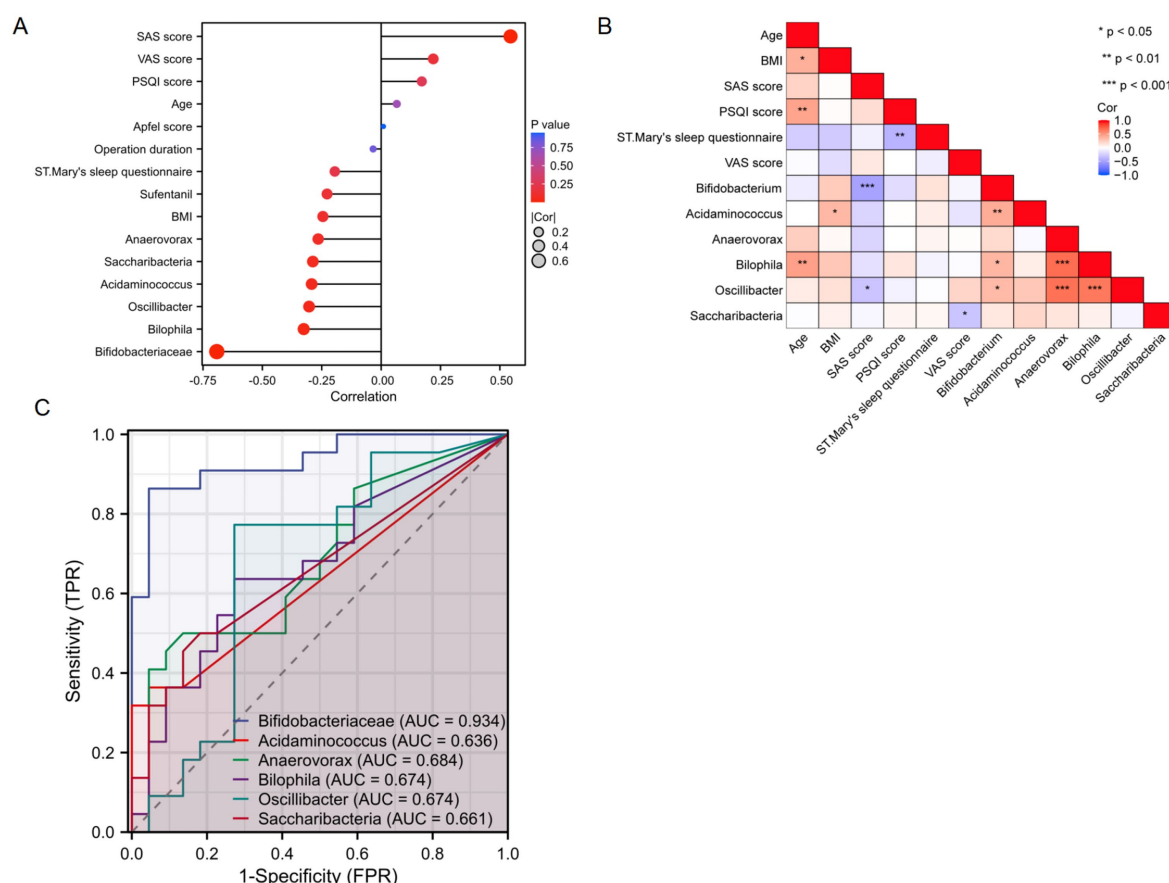 A
SAS score
VAS score
PSQI score
Age
Apfel score
Operation duration
ST.Mary's sleep questionnaire
Sufentanil
BMI
Anaerovorax
Saccharibacteria
Acidaminococcus
Oscillibacter
Bilophila
Bifidobacteriaceae
-0.75 -0.50 -0.25 0.00 0.25 0.50
Correlation
P value
0.75
0.50
0.25
|Cor|
0.2
0.4
0.6
B
Age
BMI *
SAS score
PSQI score **
ST.Mary's sleep questionnaire **
VAS score
Bifidobacterium ***
Acidaminococcus * **
Anaerovorax
Bilophila ** * ***
Oscillibacter * * *** ***
Saccharibacteria *
Age
BMI
SAS score
PSQI score
ST.Mary's sleep questionnaire
VAS score
Bifidobacterium
Acidaminococcus
Anaerovorax
Bilophila
Oscillibacter
Saccharibacteria
* p < 0.05
** p < 0.01
*** p < 0.001
Cor
1.0
0.5
0.0
−0.5
−1.0
C
Sensitivity (TPR)
1.0
0.8
0.6
0.4
0.2
0.0
Bifidobacteriaceae (AUC = 0.934)
Acidaminococcus (AUC = 0.636)
Anaerovorax (AUC = 0.684)
Bilophila (AUC = 0.674)
Oscillibacter (AUC = 0.674)
Saccharibacteria (AUC = 0.661)
0.0 0.2 0.4 0.6 0.8 1.0
1-Specificity (FPR)